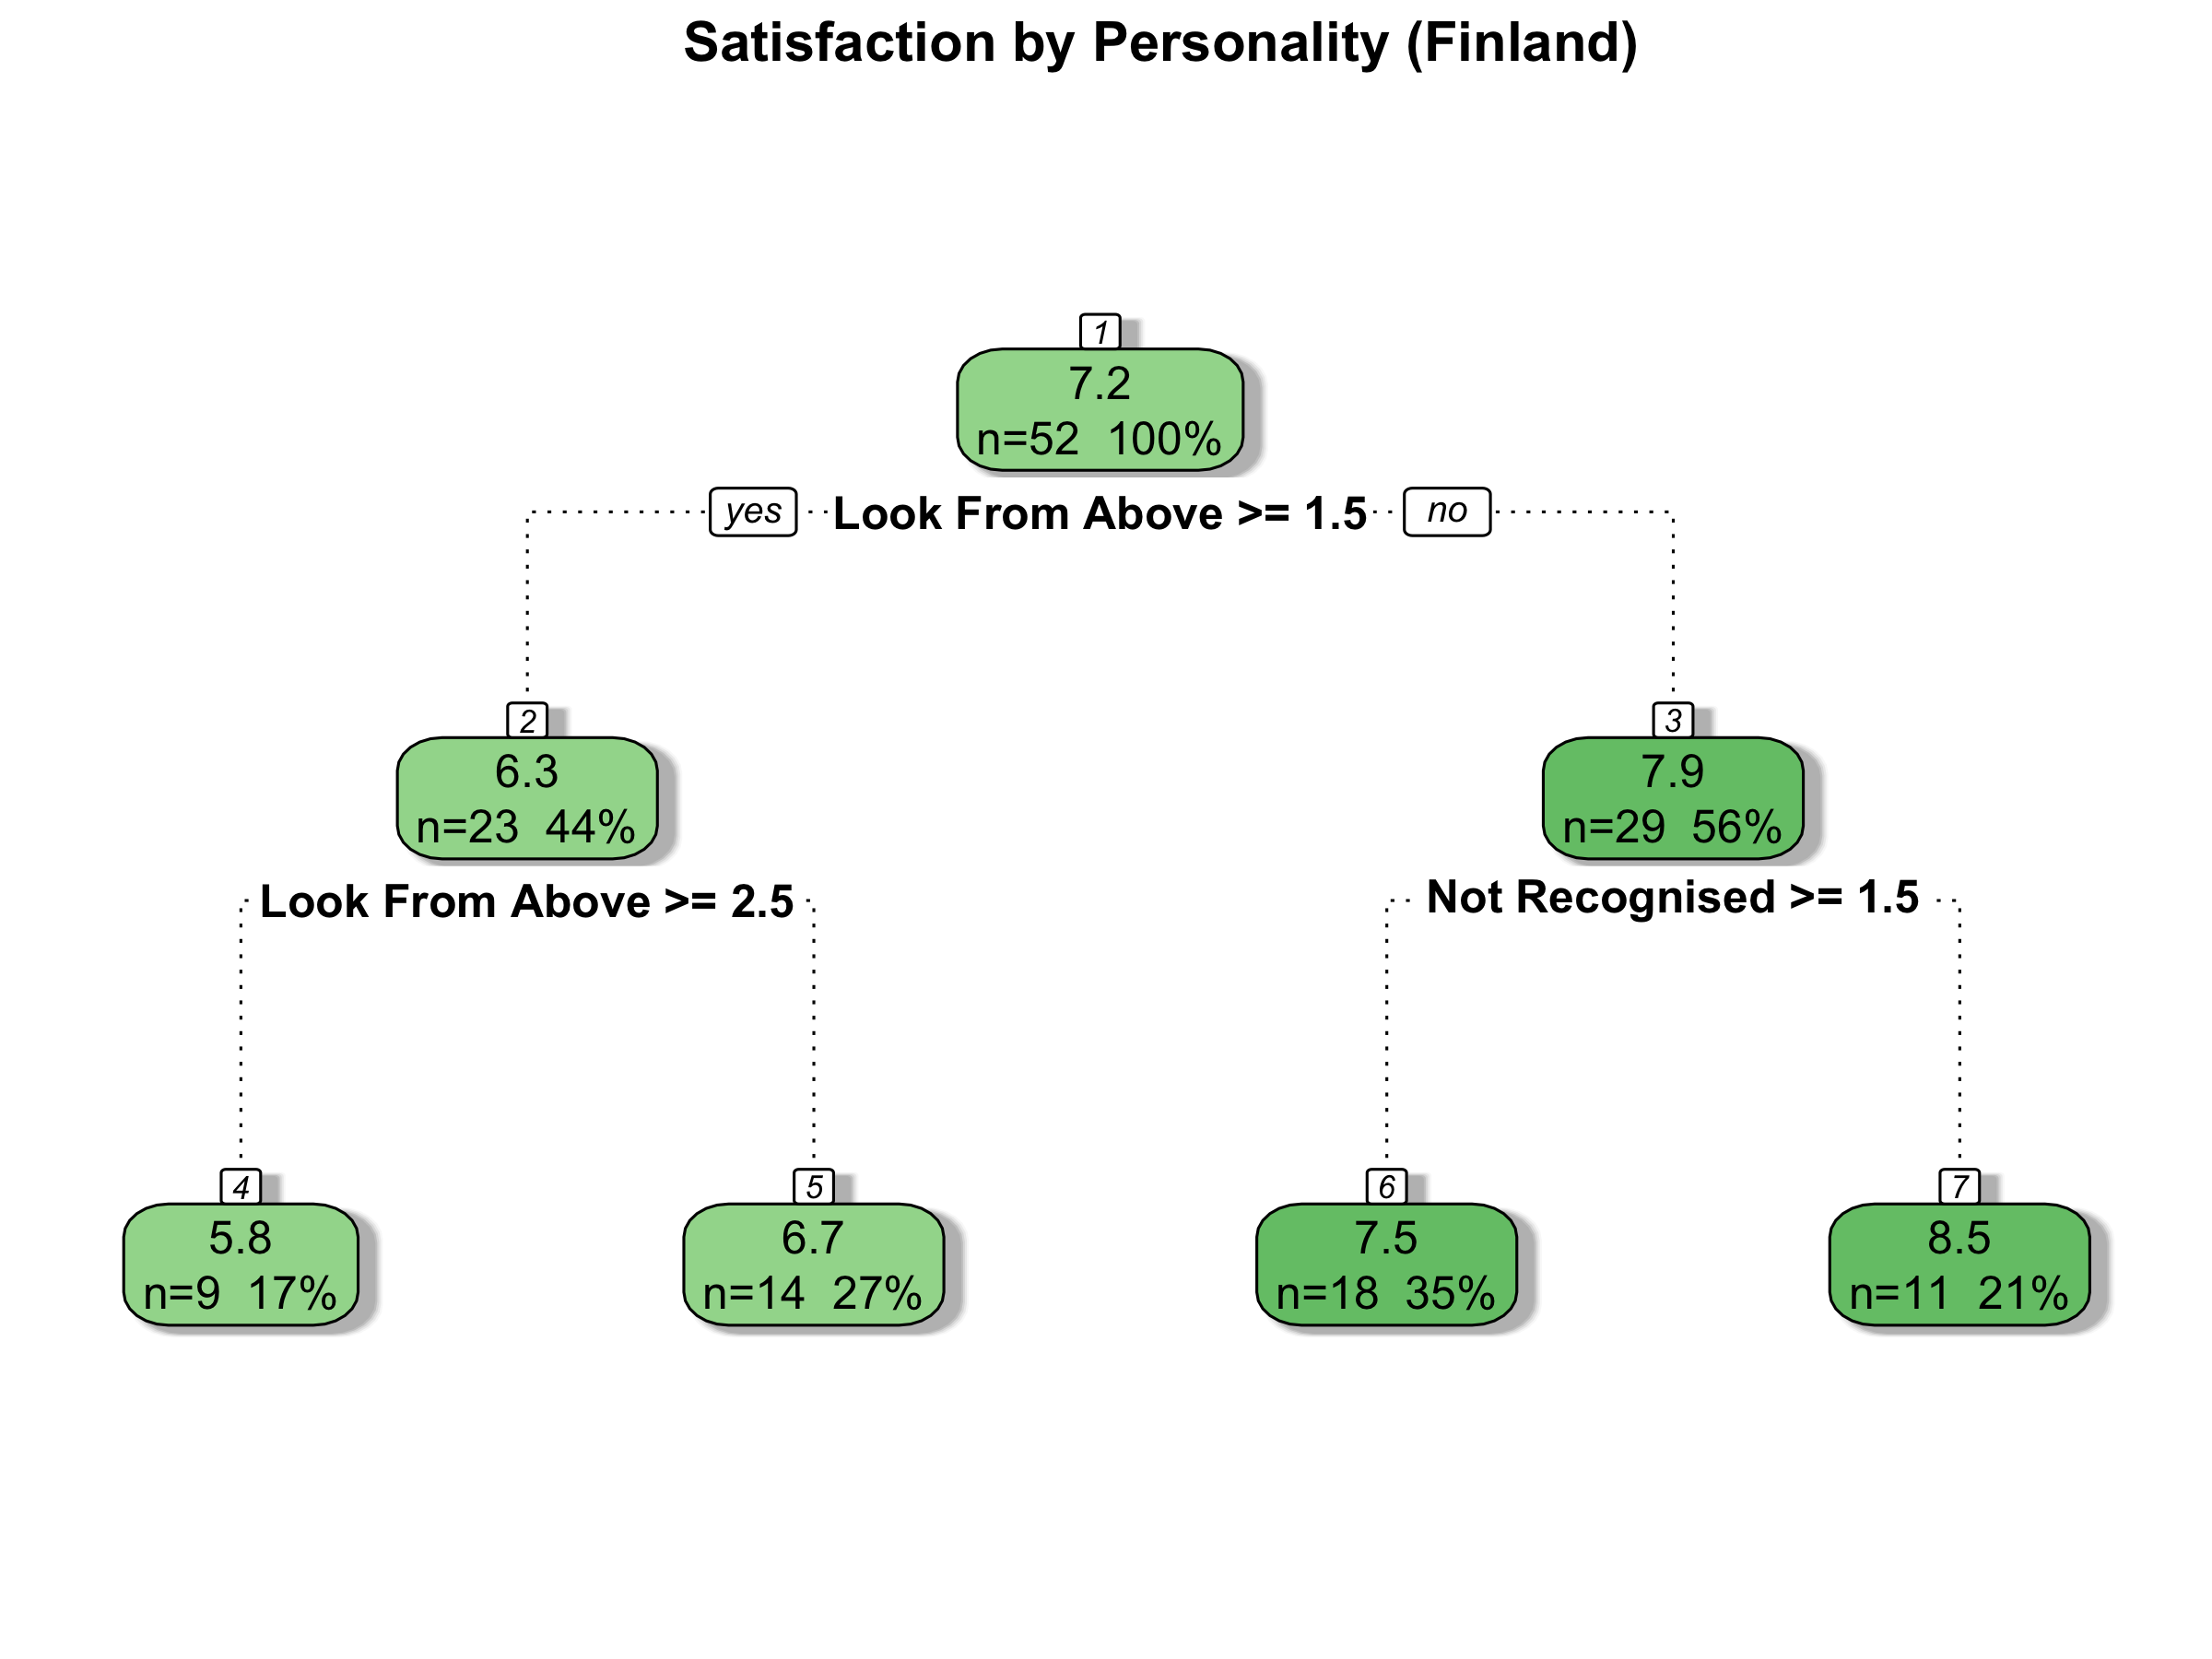 Satisfaction by Personality (Finland)
1
7.2
n=52 100%
yes Look From Above >= 1.5 no
2
6.3
n=23 44%
3
7.9
n=29 56%
Look From Above >= 2.5
Not Recognised >= 1.5
4
5.8
n=9 17%
5
6.7
n=14 27%
6
7.5
n=18 35%
7
8.5
n=11 21%